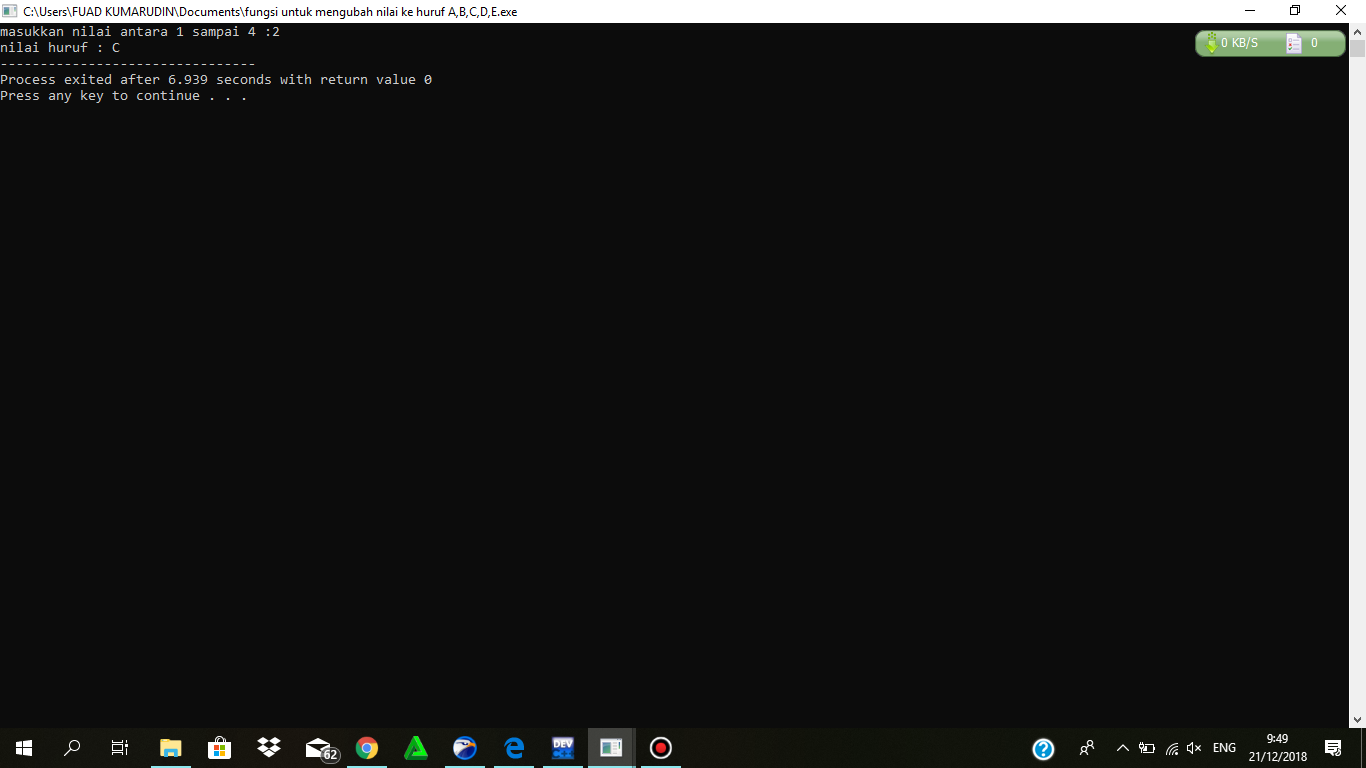 C:\Users\FUAD KUMARUDIN\Documents\fungsi untuk mengubah nilai ke huruf A,B,C,D,E.exe
masukkan nilai antara 1 sampai 4 :2
nilai huruf : C
--------------------------------
Process exited after 6.939 seconds with return value 0
Press any key to continue . . .
0 KB/S 0
62
DEV
ENG
9:49
21/12/2018